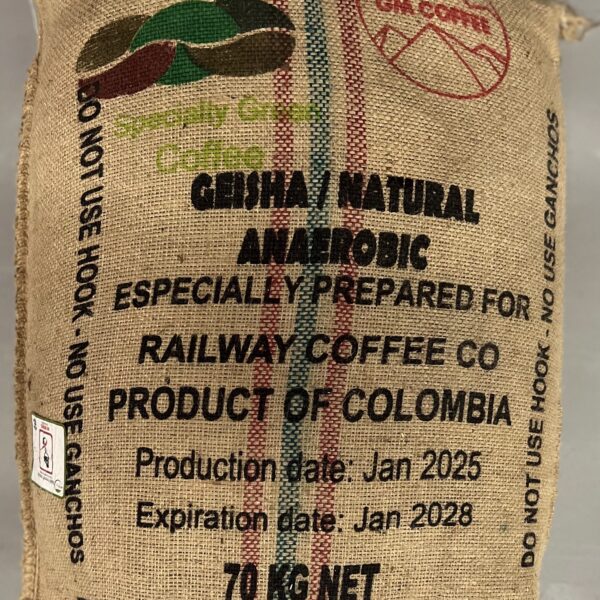 GM COFFEE
Specialty Green
Coffee
GEISHA / NATURAL
ANAEROBIC
ESPECIALLY PREPARED FOR
RAILWAY COFFEE CO
PRODUCT OF COLOMBIA
Production date: Jan 2025
Expiration date: Jan 2028
70 KG NET
DO NOT USE HOOK - NO USE GANCHOS
DO NOT USE HOOK - NO USE GANCHOS